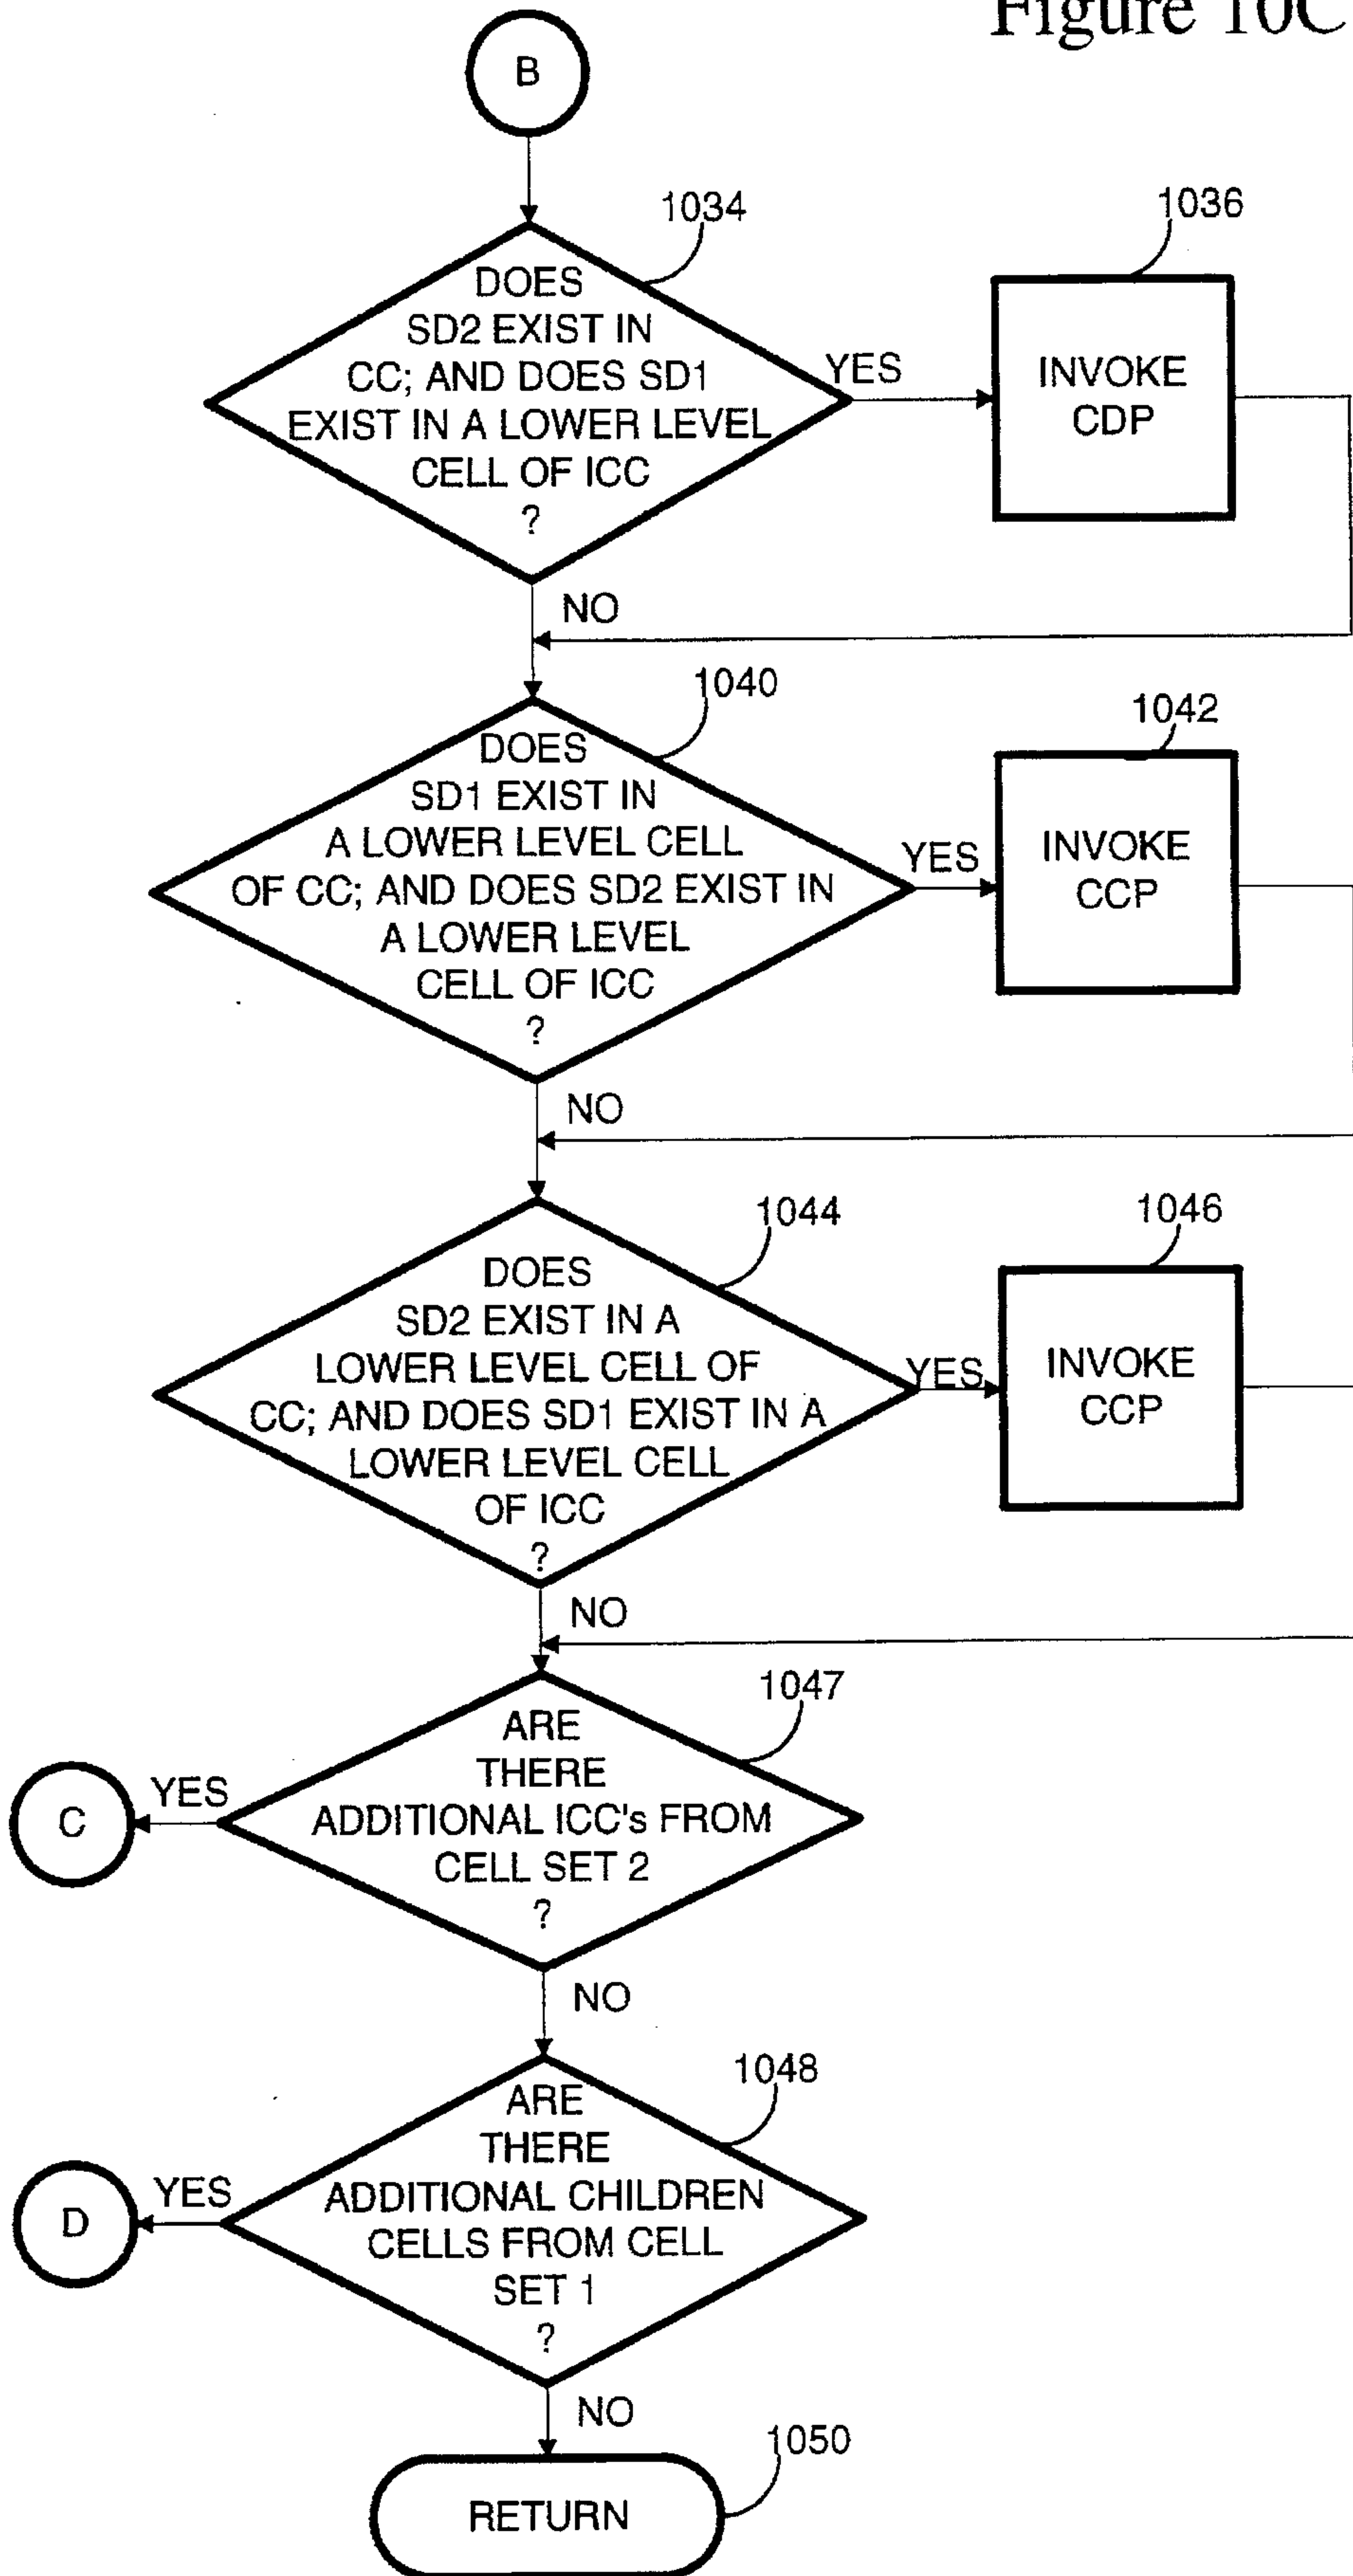 Figure 10C
B
1034
1036
DOES
SD2 EXIST IN
CC; AND DOES SD1
EXIST IN A LOWER LEVEL
CELL OF ICC
?
YES
INVOKE
CDP
NO
1040
1042
DOES
SD1 EXIST IN
A LOWER LEVEL CELL
OF CC; AND DOES SD2 EXIST IN
A LOWER LEVEL
CELL OF ICC
?
YES
INVOKE
CCP
NO
1044
1046
DOES
SD2 EXIST IN A
LOWER LEVEL CELL OF
CC; AND DOES SD1 EXIST IN A
LOWER LEVEL CELL
OF ICC
?
YES
INVOKE
CCP
NO
1047
ARE
THERE
ADDITIONAL ICC's FROM
CELL SET 2
?
YES
C
NO
1048
ARE
THERE
ADDITIONAL CHILDREN
CELLS FROM CELL
SET 1
?
YES
D
NO
1050
RETURN